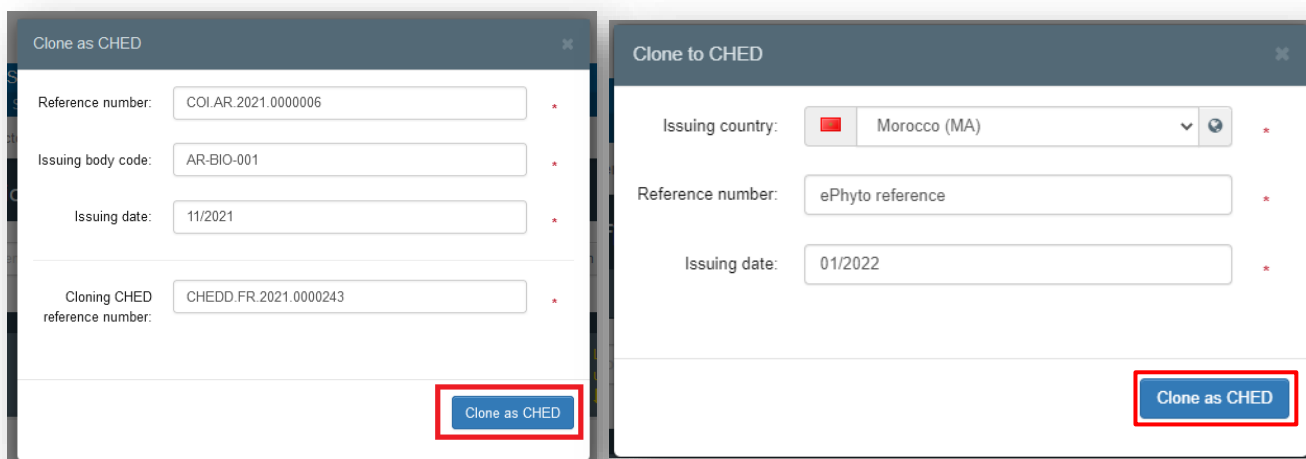 Clone as CHED
Reference number: COI.AR.2021.0000006 *
Issuing body code: AR-BIO-001 *
Issuing date: 11/2021 *
Cloning CHED reference number: CHEDD.FR.2021.0000243 *
Clone as CHED
Clone to CHED
Issuing country: Morocco (MA) *
Reference number: ePhyto reference *
Issuing date: 01/2022 *
Clone as CHED